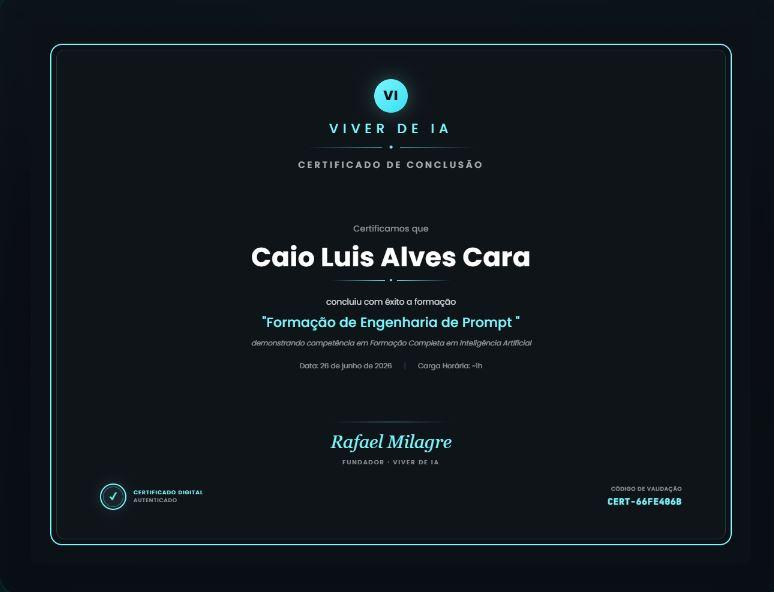 VI
VIVER DE IA
CERTIFICADO DE CONCLUSÃO
Certificamos que
Caio Luis Alves Cara
concluiu com êxito a formação
"Formação de Engenharia de Prompt "
demonstrando competência em Formação Completa em Inteligência Artificial
Data: 26 de junho de 2026 | Carga Horária: ~1h
Rafael Milagre
FUNDADOR · VIVER DE IA
CERTIFICADO DIGITAL
AUTENTICADO
CÓDIGO DE VALIDAÇÃO
CERT-66FE406B